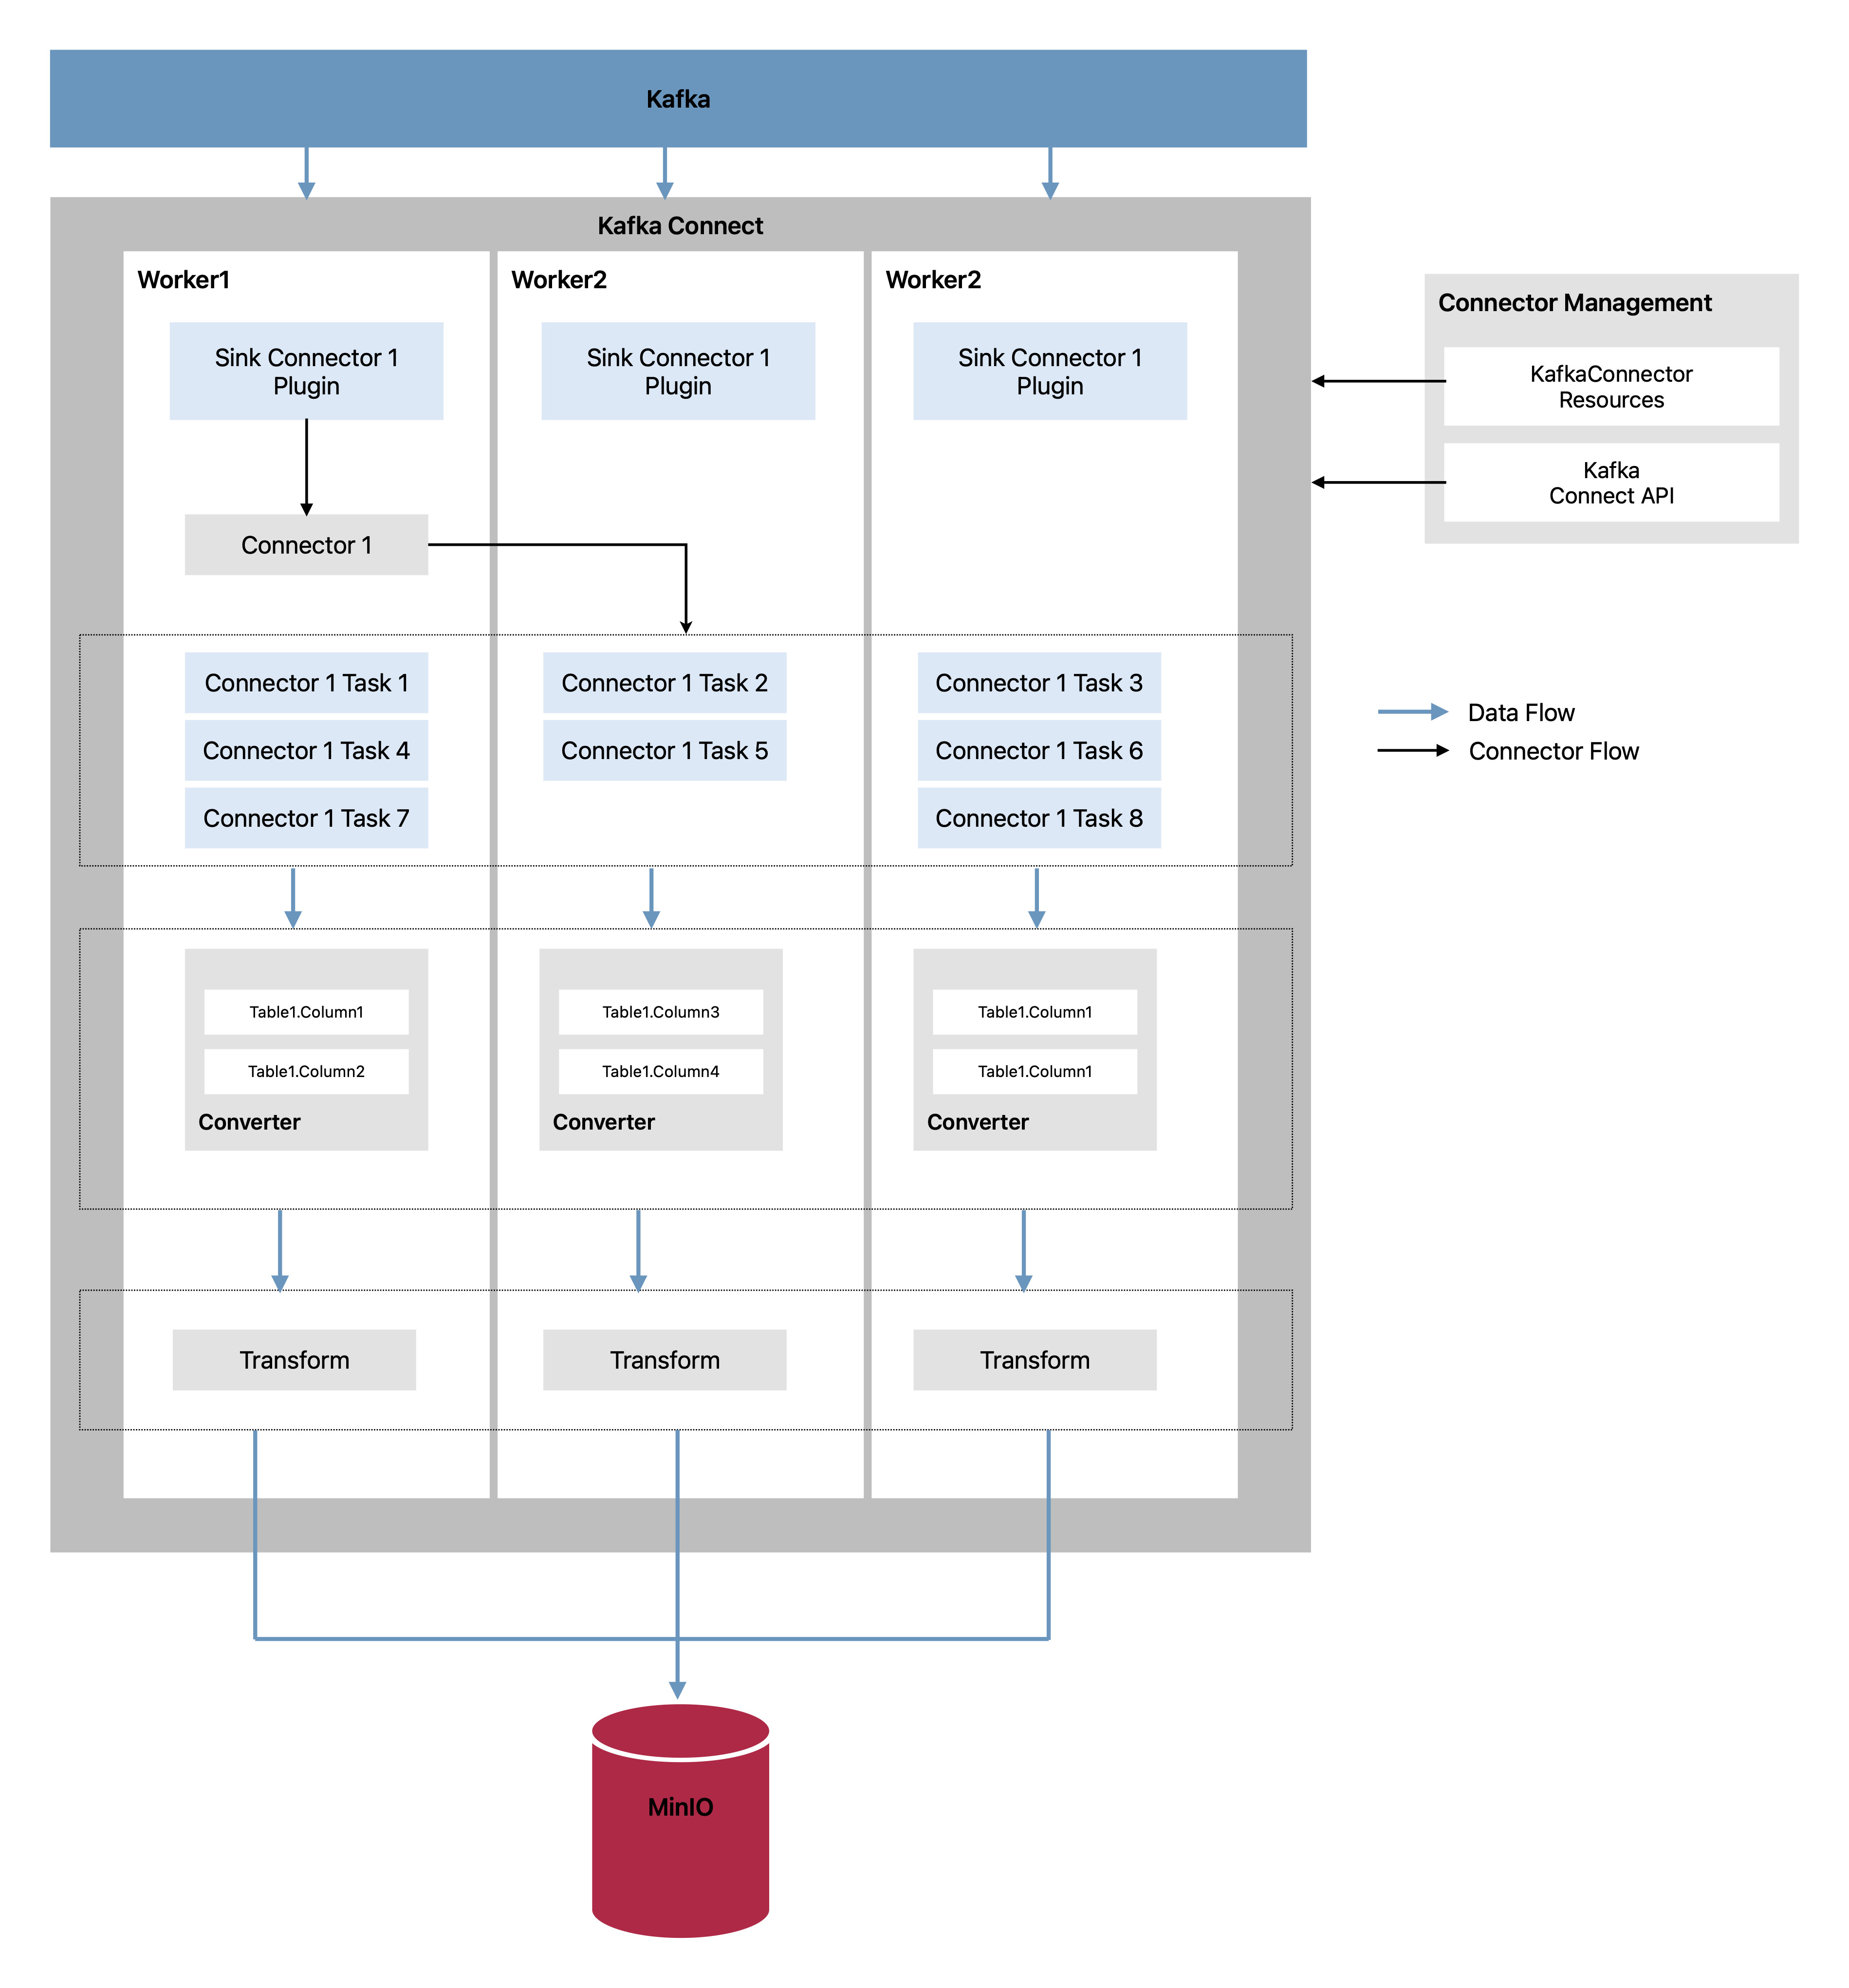 Kafka
Kafka Connect
Worker1
Worker2
Worker2
Sink Connector 1
Plugin
Sink Connector 1
Plugin
Sink Connector 1
Plugin
Connector Management
KafkaConnector
Resources
Kafka
Connect API
Connector 1
Connector 1 Task 1
Connector 1 Task 2
Connector 1 Task 3
Connector 1 Task 4
Connector 1 Task 5
Connector 1 Task 6
Connector 1 Task 7
Connector 1 Task 8
Data Flow
Connector Flow
Table1.Column1
Table1.Column2
Converter
Table1.Column3
Table1.Column4
Converter
Table1.Column1
Table1.Column1
Converter
Transform
Transform
Transform
MinIO